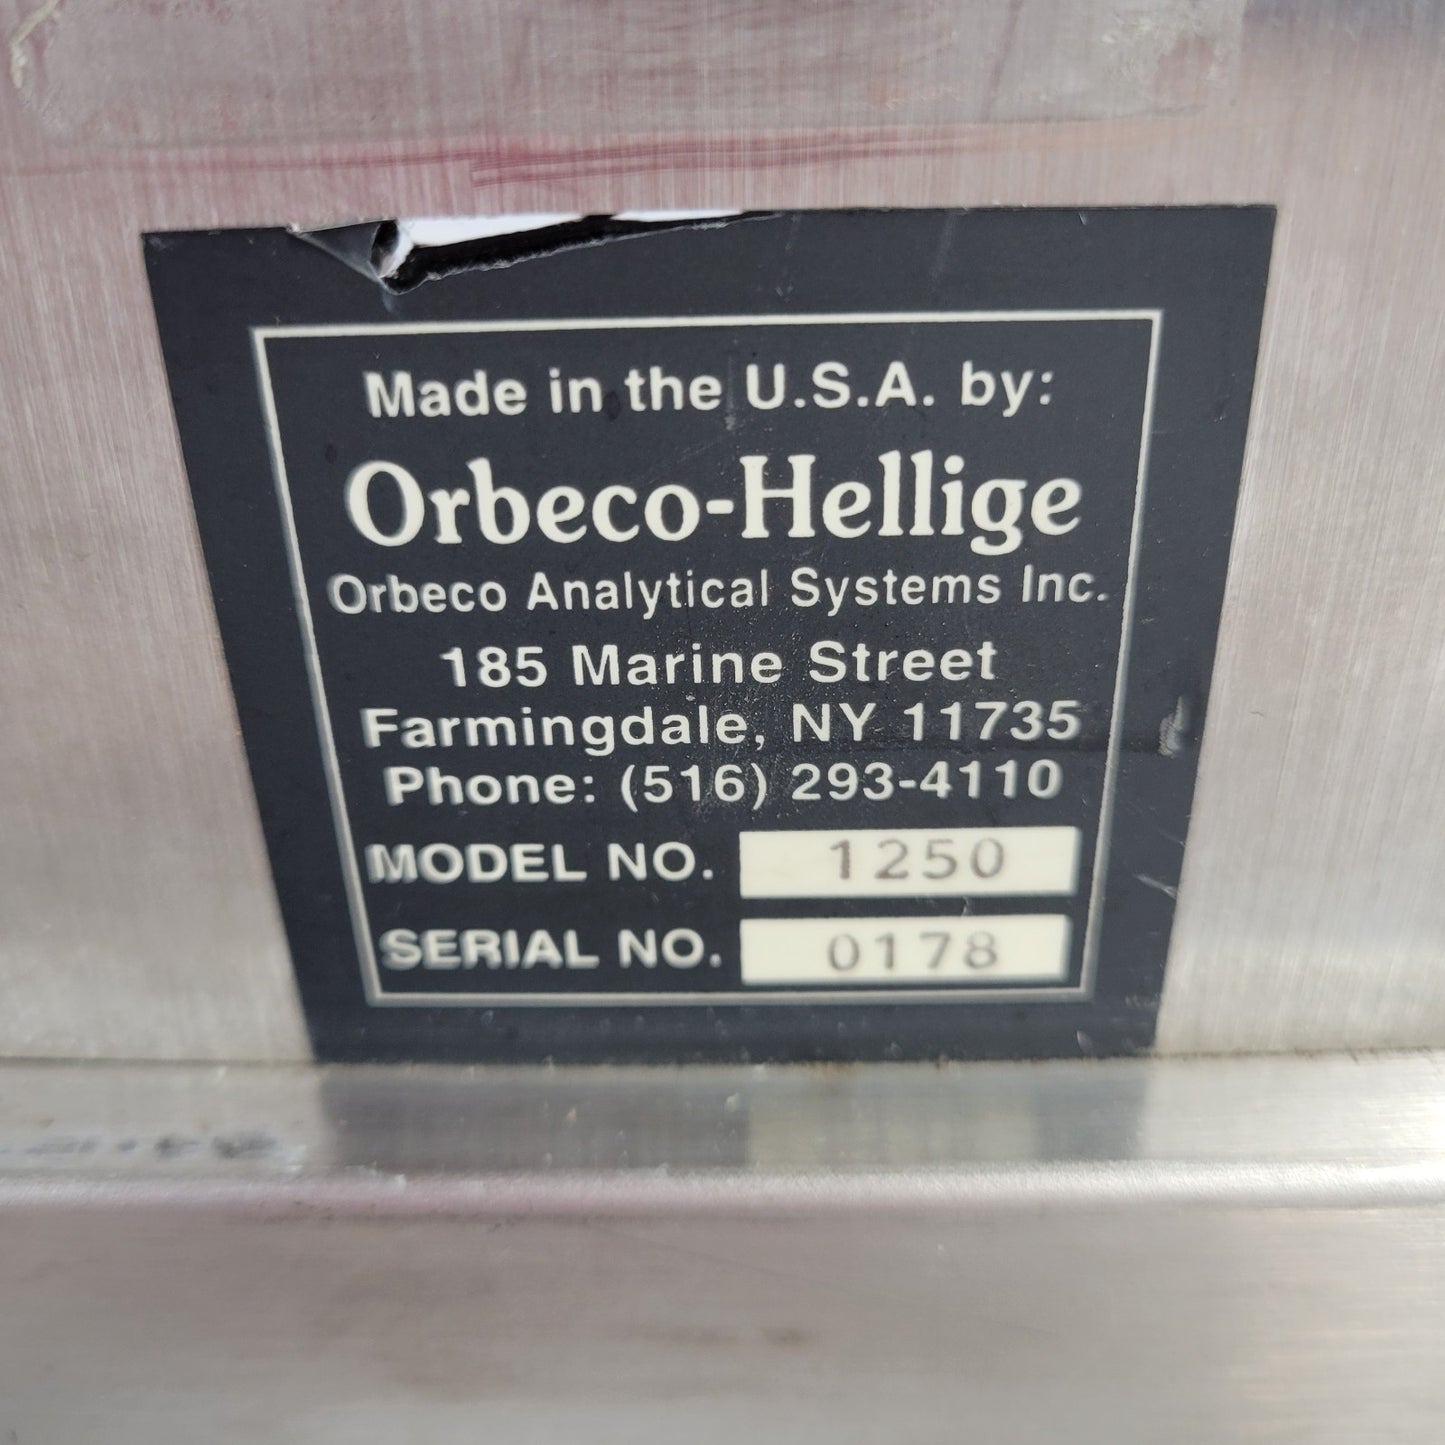 Made in the U.S.A. by:
Orbeco-Hellige
Orbeco Analytical Systems Inc.
185 Marine Street
Farmingdale, NY 11735
Phone: (516) 293-4110
MODEL NO. 1250
SERIAL NO. 0178